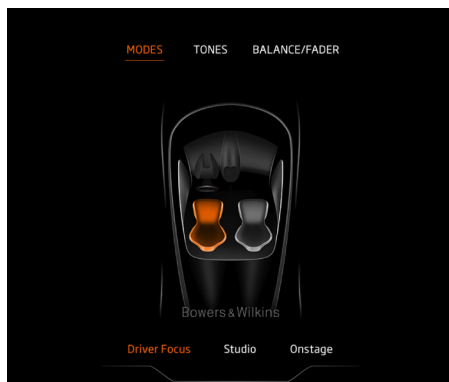 MODES TONES BALANCE/FADER
Bowers & Wilkins
Driver Focus Studio Onstage